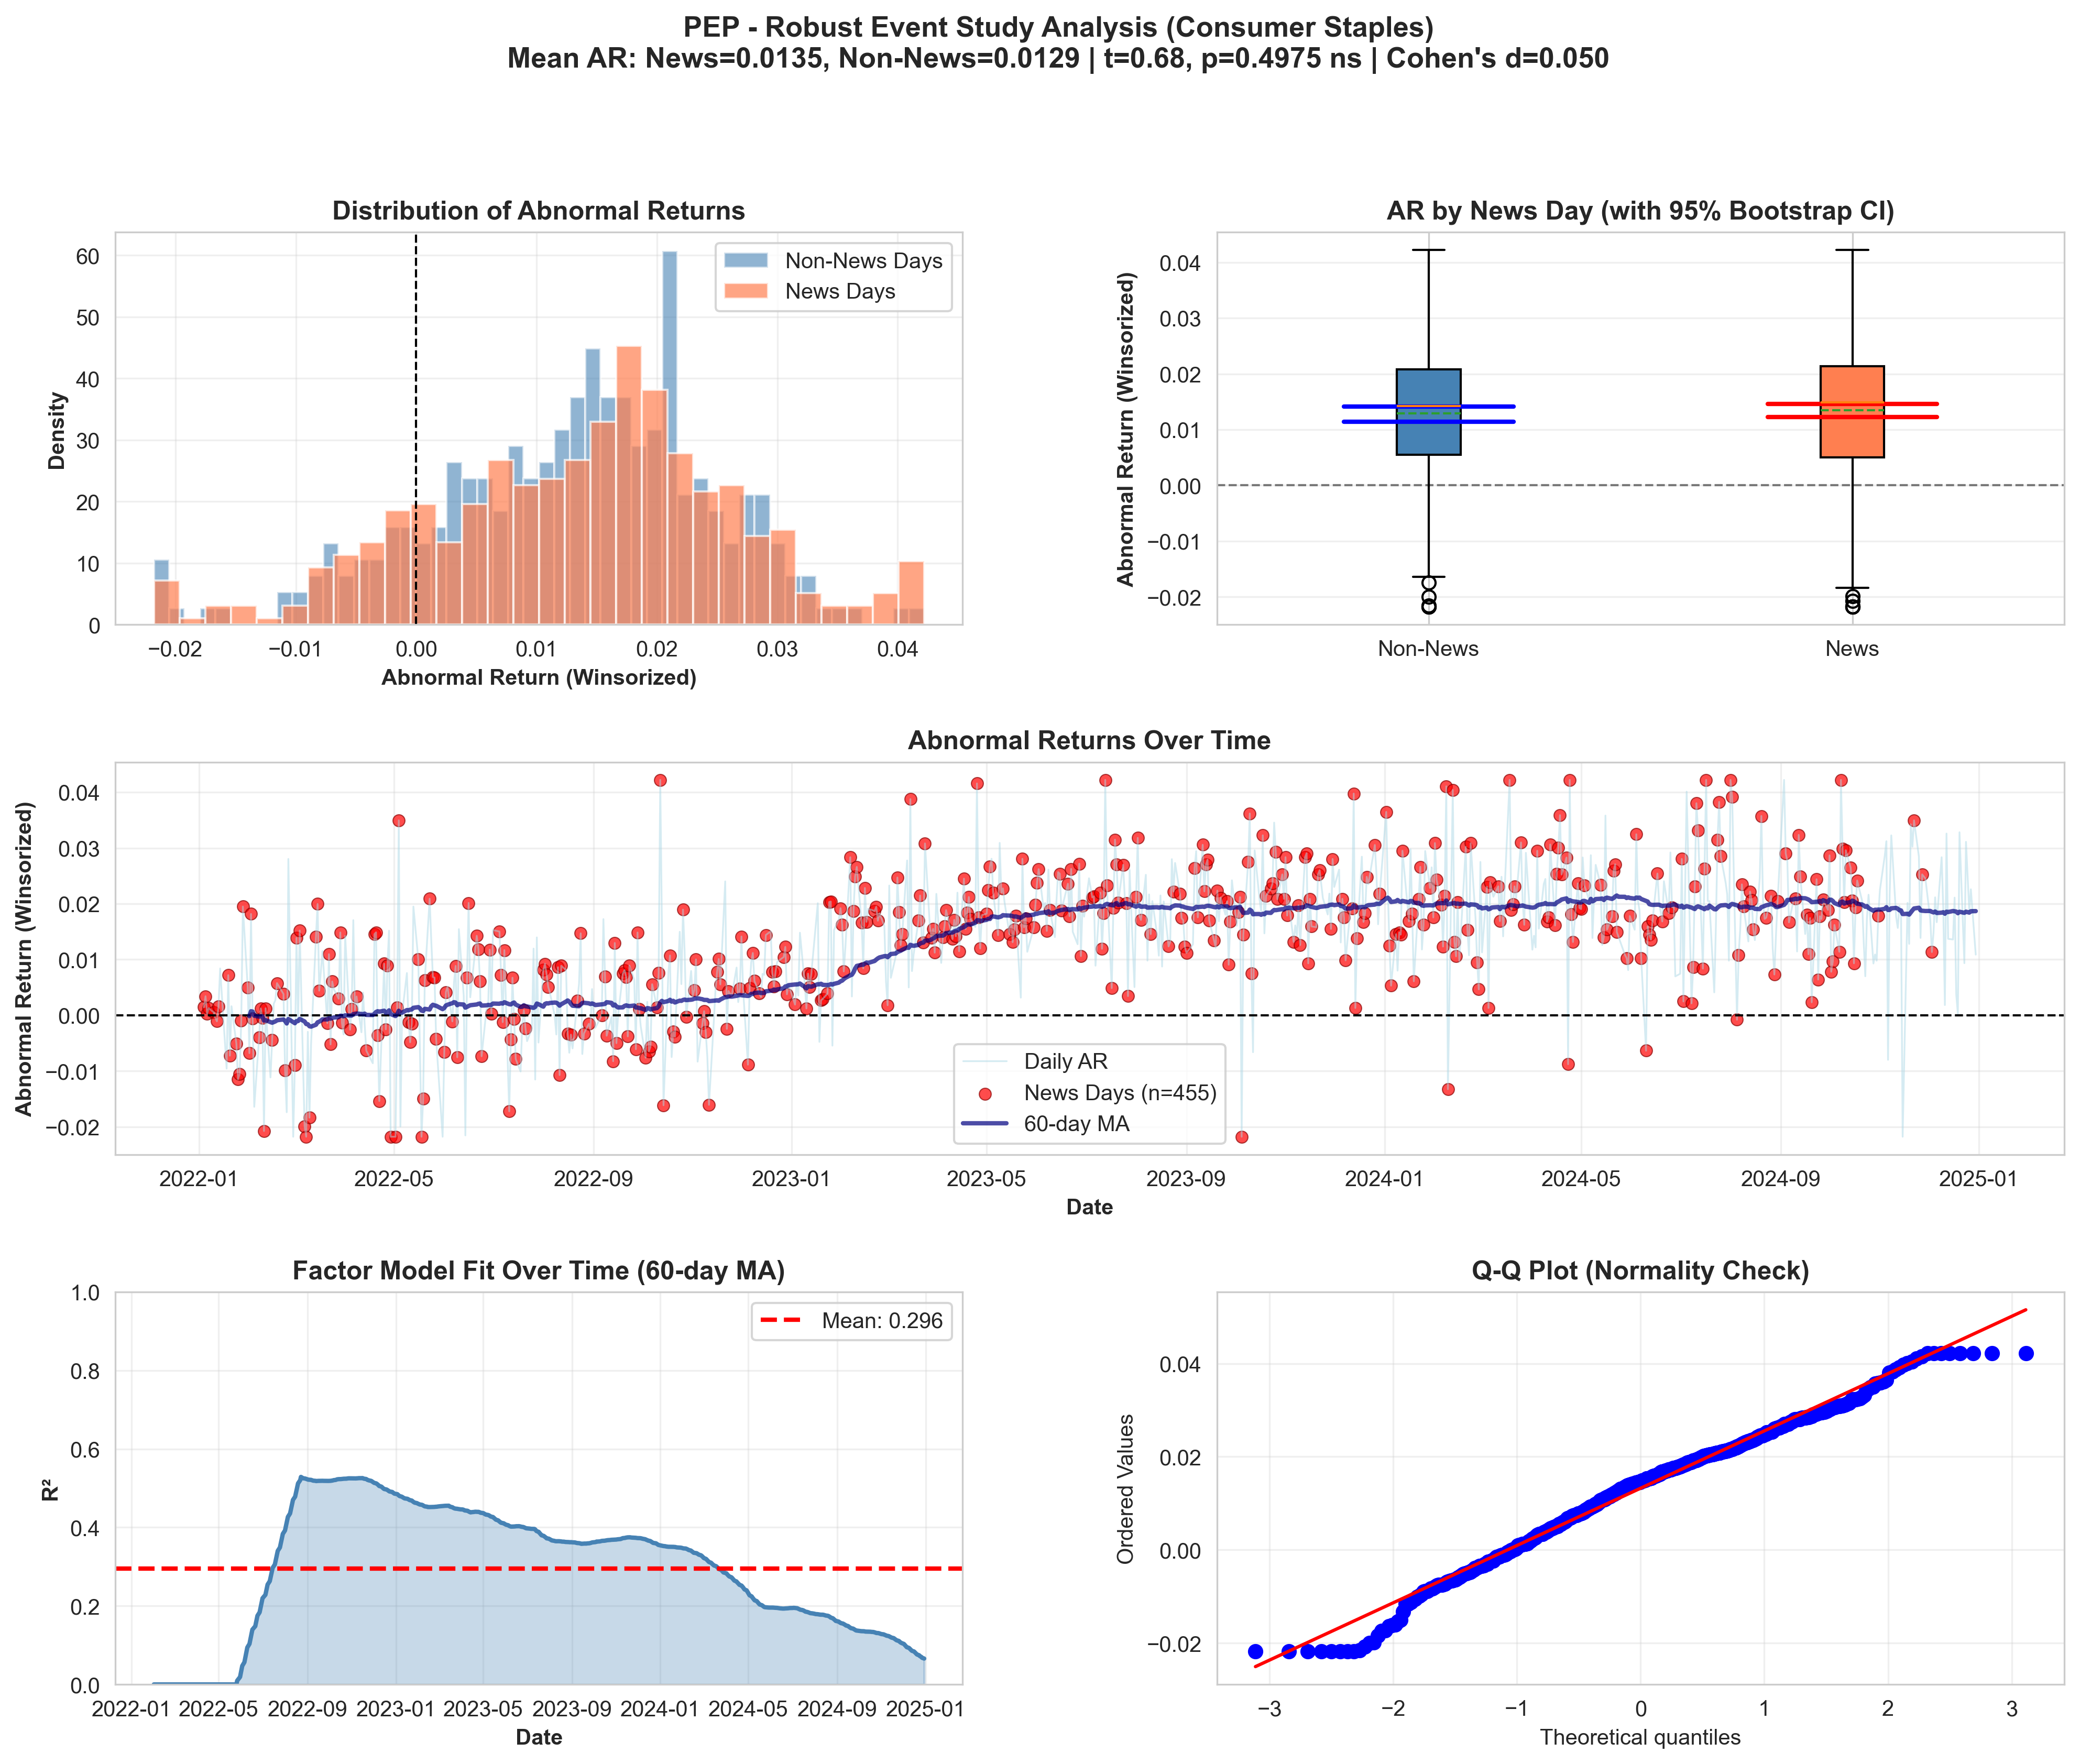 PEP - Robust Event Study Analysis (Consumer Staples)
Mean AR: News=0.0135, Non-News=0.0129 | t=0.68, p=0.4975 ns | Cohen's d=0.050
Distribution of Abnormal Returns
Density
60
50
40
30
20
10
0
Non-News Days
News Days
−0.02
−0.01
0.00
0.01
0.02
0.03
0.04
Abnormal Return (Winsorized)
AR by News Day (with 95% Bootstrap CI)
Abnormal Return (Winsorized)
0.04
0.03
0.02
0.01
0.00
−0.01
−0.02
Non-News
News
Abnormal Returns Over Time
Abnormal Return (Winsorized)
0.04
0.03
0.02
0.01
0.00
−0.01
−0.02
Daily AR
News Days (n=455)
60-day MA
2022-01
2022-05
2022-09
2023-01
2023-05
2023-09
2024-01
2024-05
2024-09
2025-01
Date
Factor Model Fit Over Time (60-day MA)
R²
1.0
0.8
0.6
0.4
0.2
0.0
Mean: 0.296
2022-01
2022-05
2022-09
2023-01
2023-05
2023-09
2024-01
2024-05
2024-09
2025-01
Date
Q-Q Plot (Normality Check)
Ordered Values
0.04
0.02
0.00
−0.02
−3
−2
−1
0
1
2
3
Theoretical quantiles